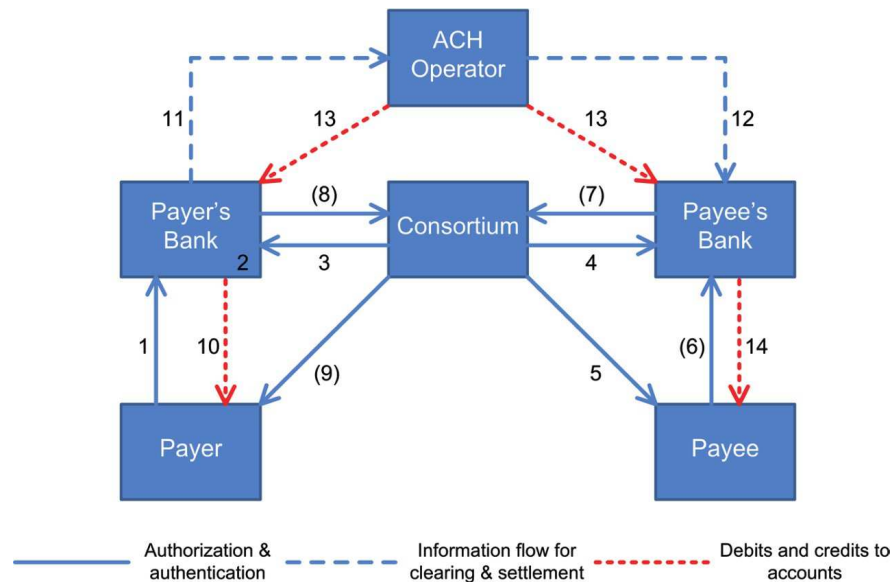 ACH
Operator
11
13
13
12
Payer's
Bank
(8)
Consortium
(7)
Payee's
Bank
2
3
4
1
10
(9)
5
(6)
14
Payer
Payee
Authorization &
authentication
Information flow for
clearing & settlement
Debits and credits to
accounts